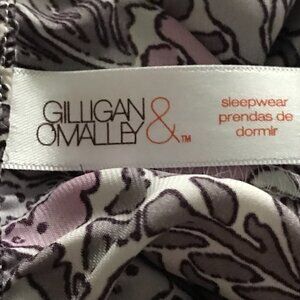 GILLIGAN
O'MALLEY & ™
sleepwear
prendas de
dormir